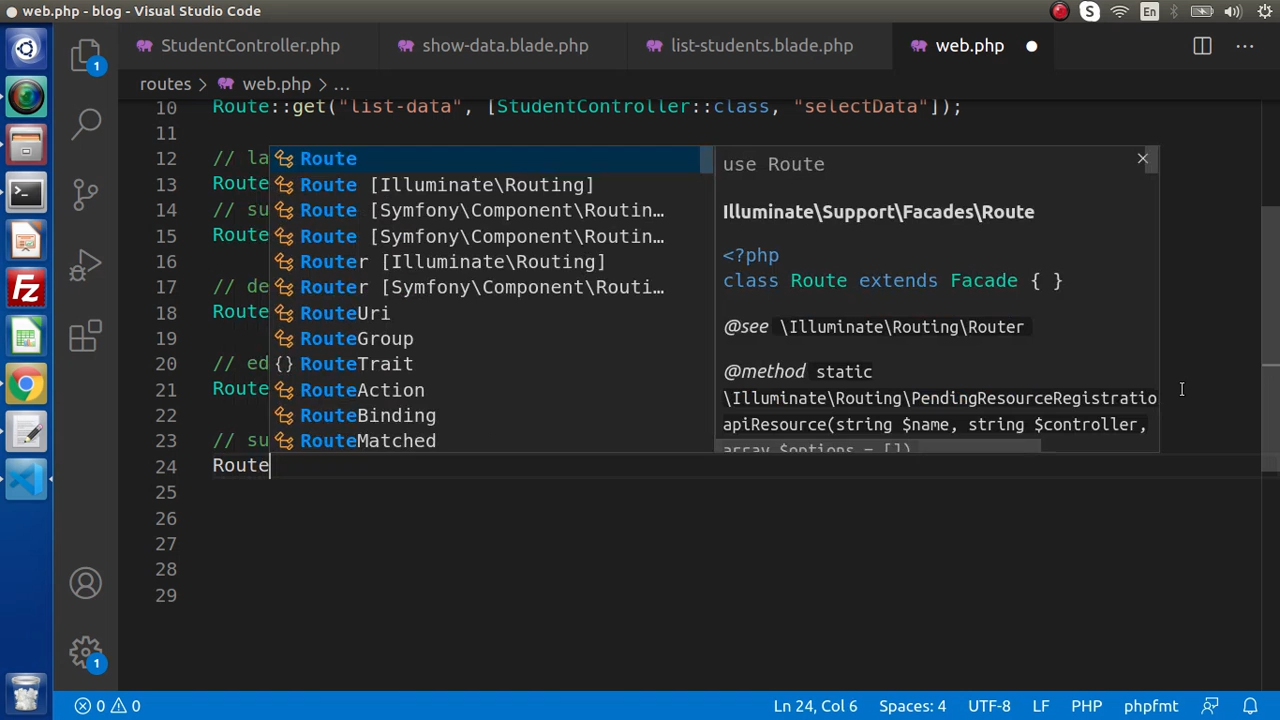 web.php - blog - Visual Studio Code
S
En
StudentController.php
show-data.blade.php
list-students.blade.php
web.php
1
routes > web.php > ...
10 Route::get("list-data", [StudentController::class, "selectData"]);
11
12 // la
13 Route
14 // su
15 Route
16
17 // de
18 Route
19
20 // ed
21 Route
22
23 // su
24 Route
25
26
27
28
29
Route
Route [Illuminate\Routing]
Route [Symfony\Component\Routin...
Route [Symfony\Component\Routin...
Router [Illuminate\Routing]
Router [Symfony\Component\Routi...
RouteUri
RouteGroup
{} RouteTrait
RouteAction
RouteBinding
RouteMatched
use Route
Illuminate\Support\Facades\Route
<?php
class Route extends Facade { }
@see \Illuminate\Routing\Router
@method static
\Illuminate\Routing\PendingResourceRegistratio
apiResource(string $name, string $controller,
array $options = [])
Fz
1
0 0
Ln 24, Col 6
Spaces: 4
UTF-8
LF
PHP
phpfmt